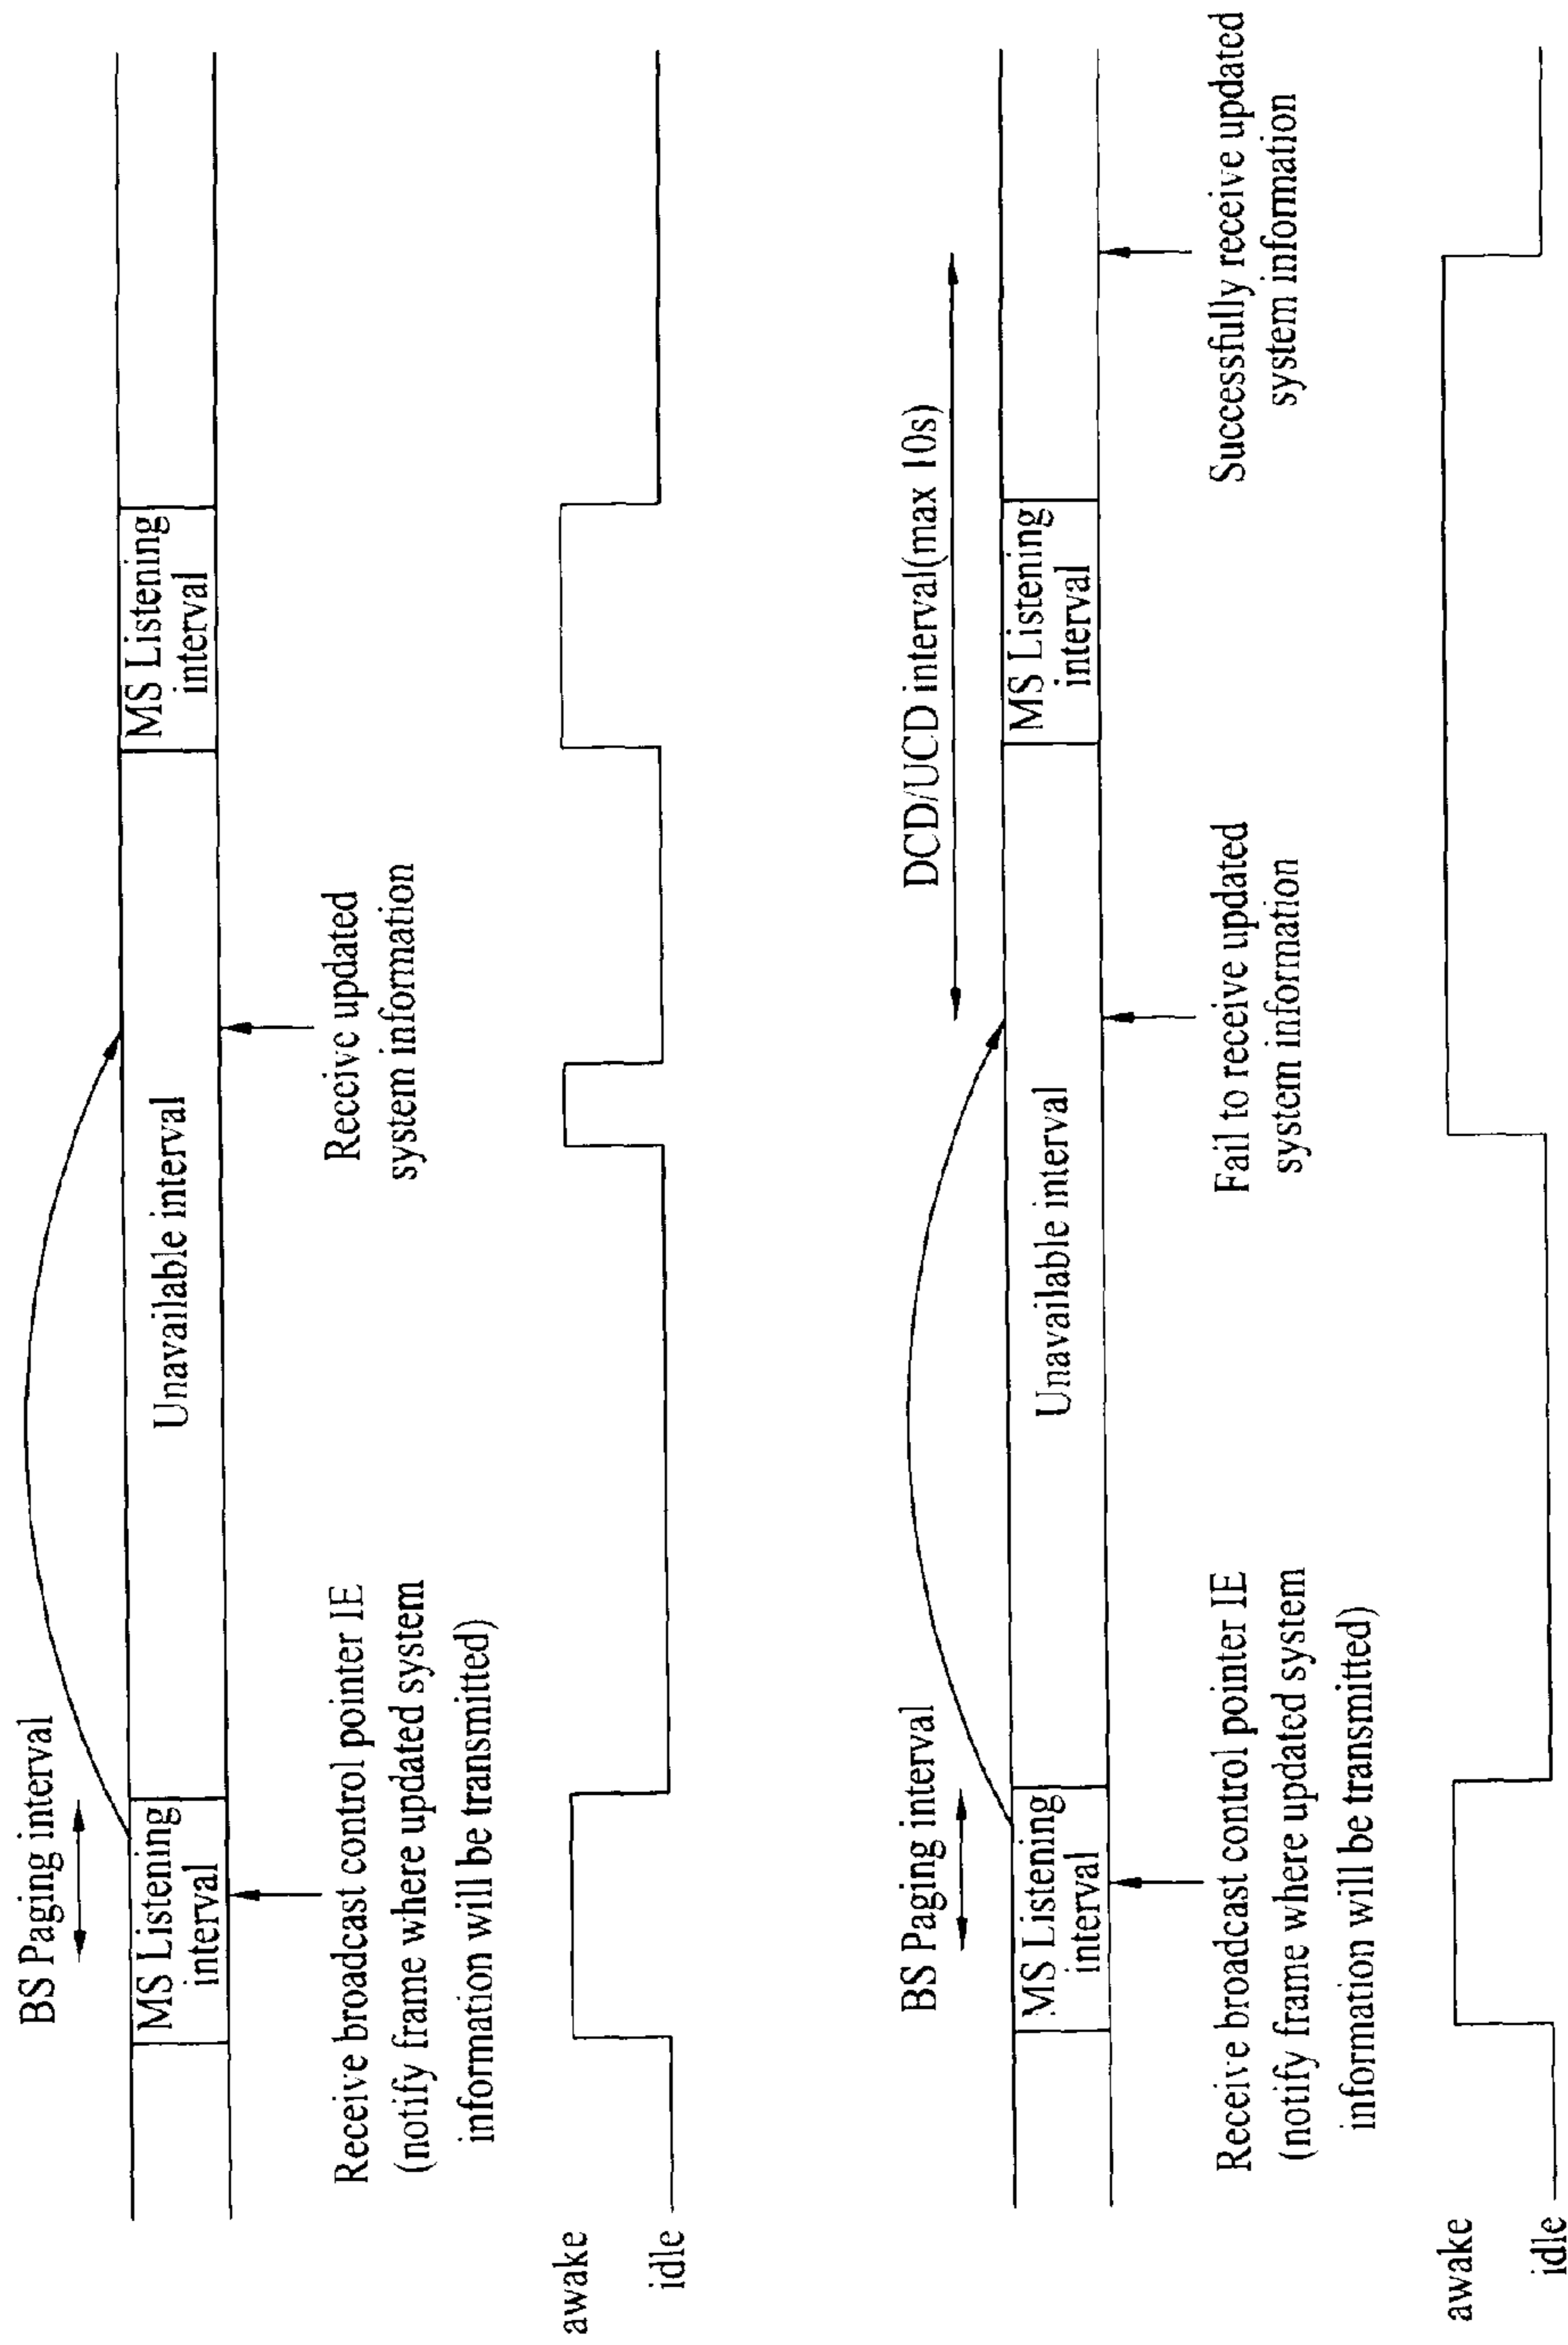 BS Paging interval
MS Listening
interval
Unavailable interval
MS Listening
interval
Receive broadcast control pointer IE
(notify frame where updated system
information will be transmitted)
Receive updated
system information
awake
idle
BS Paging interval
DCD/UCD interval(max 10s)
MS Listening
interval
Unavailable interval
MS Listening
interval
Receive broadcast control pointer IE
(notify frame where updated system
information will be transmitted)
Fail to receive updated
system information
Successfully receive updated
system information
awake
idle